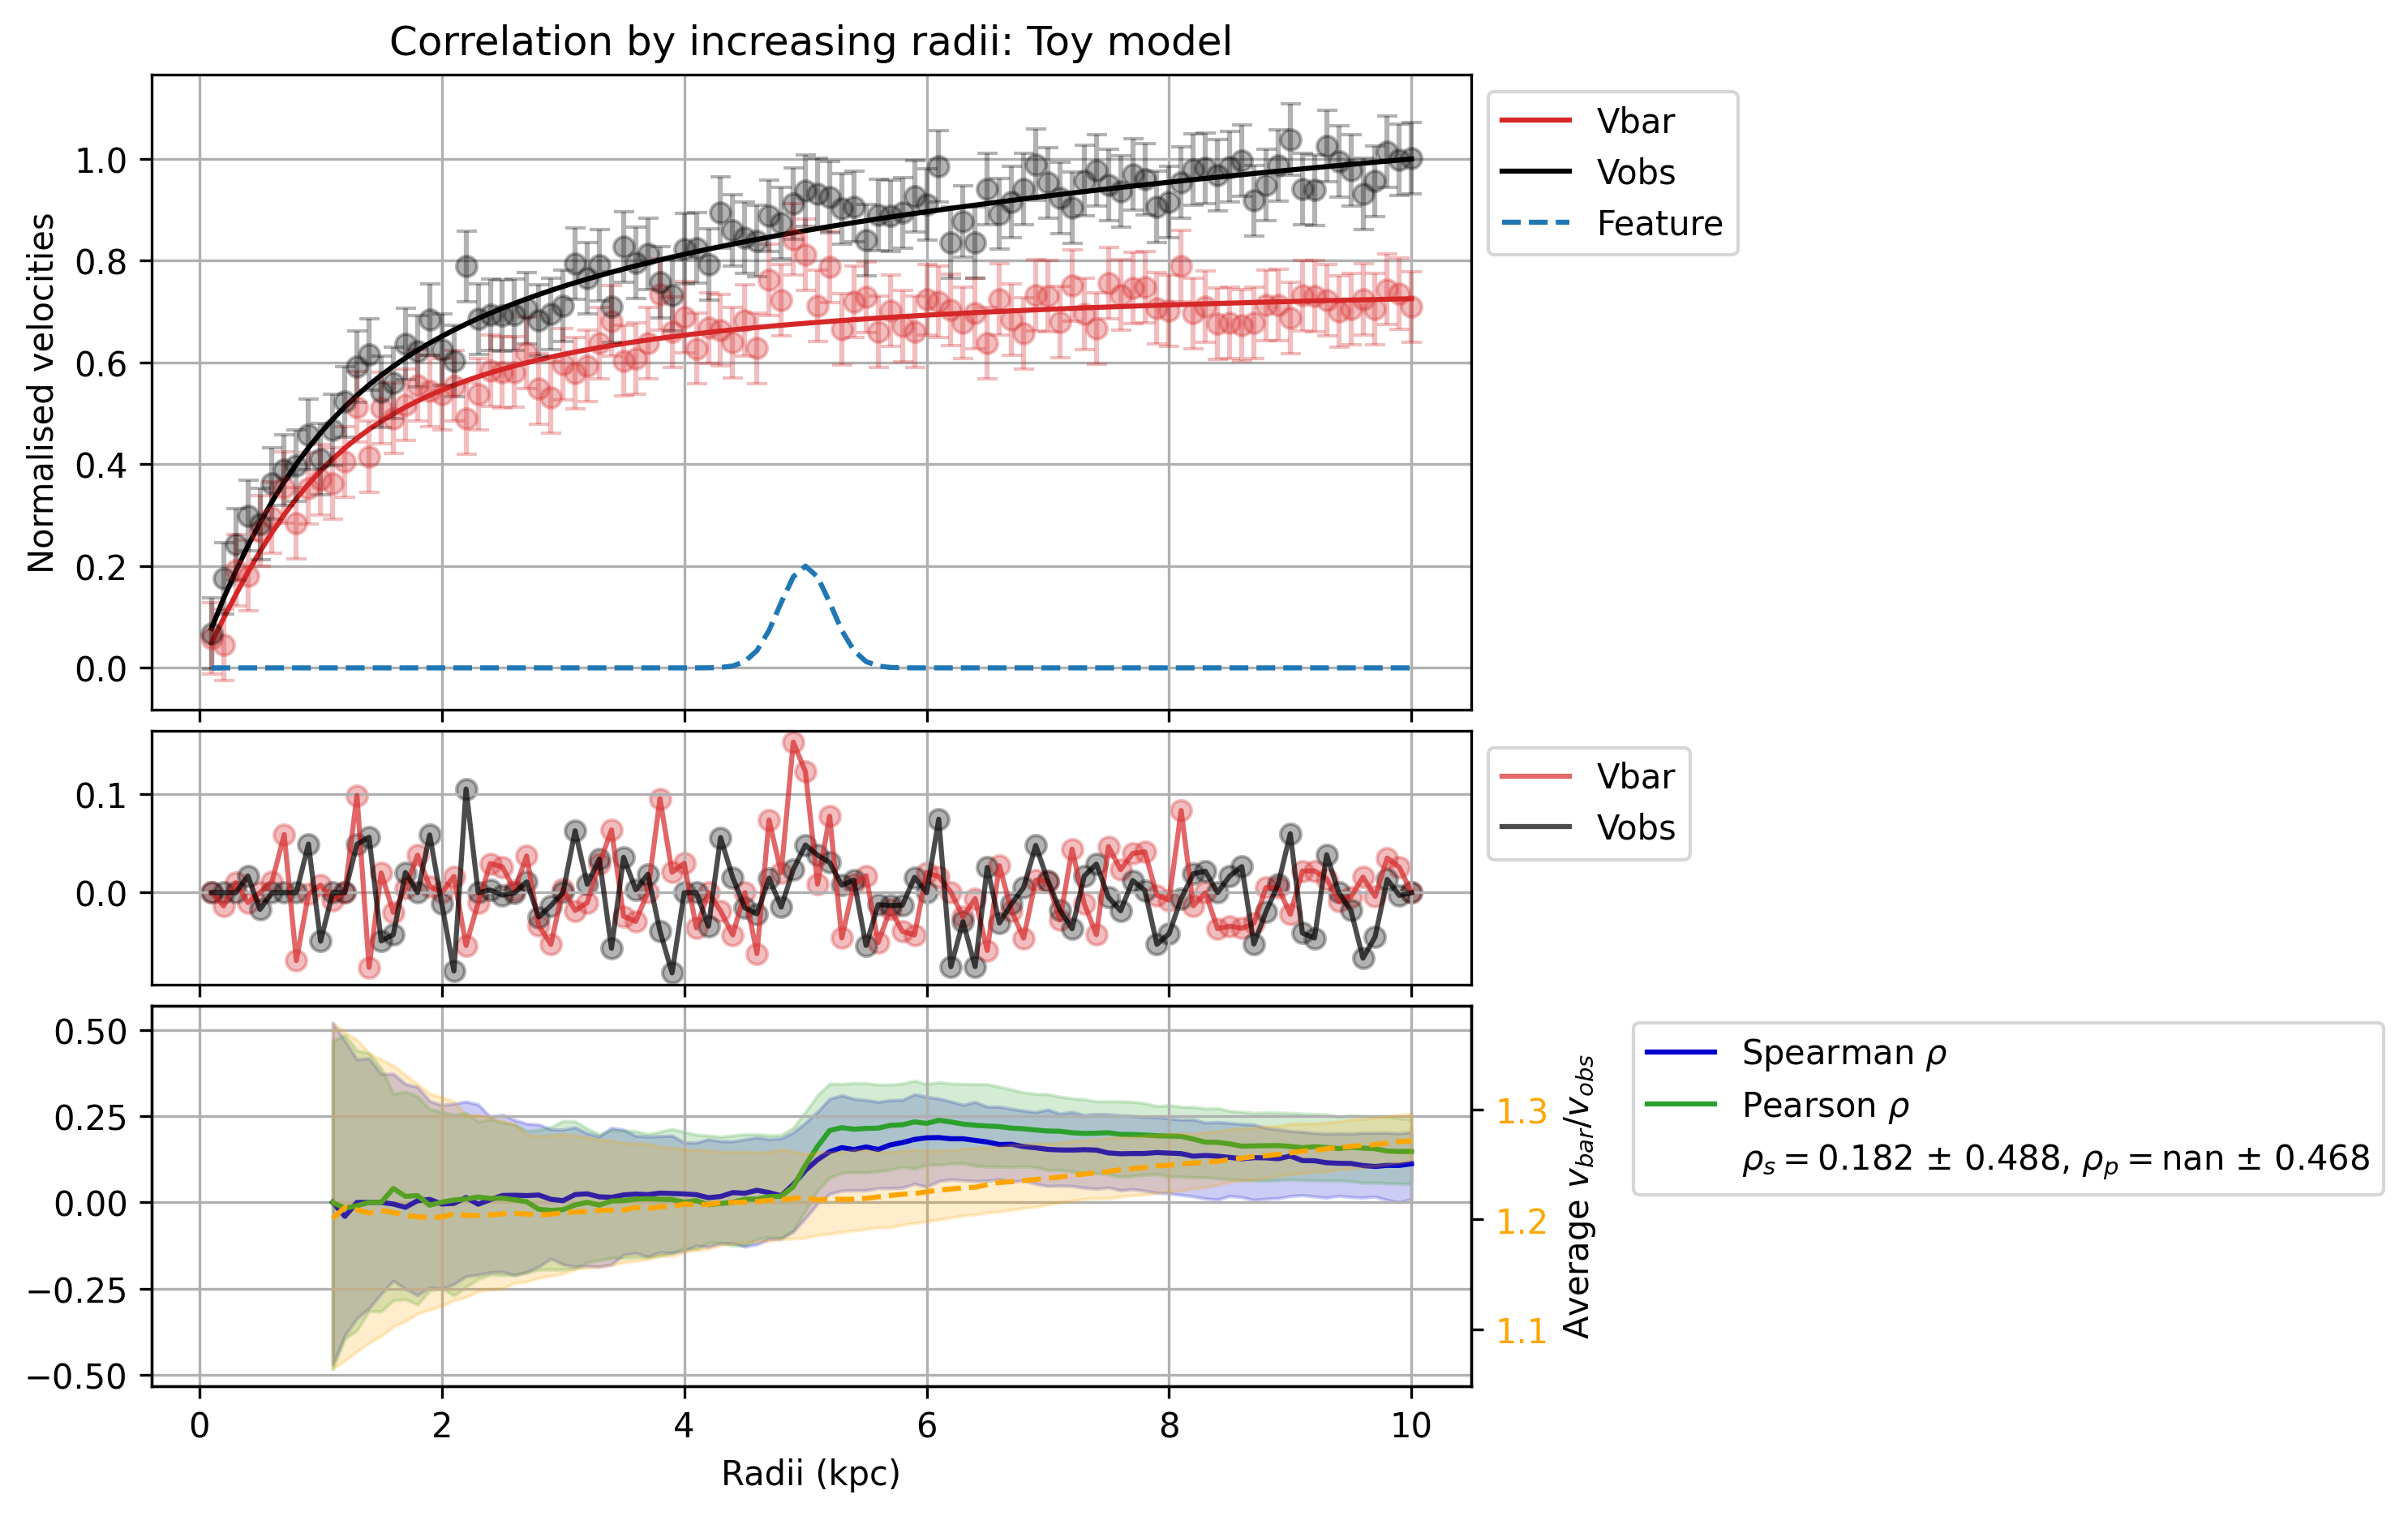 Correlation by increasing radii: Toy model
Normalised velocities
1.0
0.8
0.6
0.4
0.2
0.0
Vbar
Vobs
Feature
0.1
0.0
Vbar
Vobs
0.50
0.25
0.00
−0.25
−0.50
1.3
1.2
1.1
Average v_bar/v_obs
Spearman ρ
Pearson ρ
ρ_s = 0.182 ± 0.488, ρ_p = nan ± 0.468
0 2 4 6 8 10
Radii (kpc)